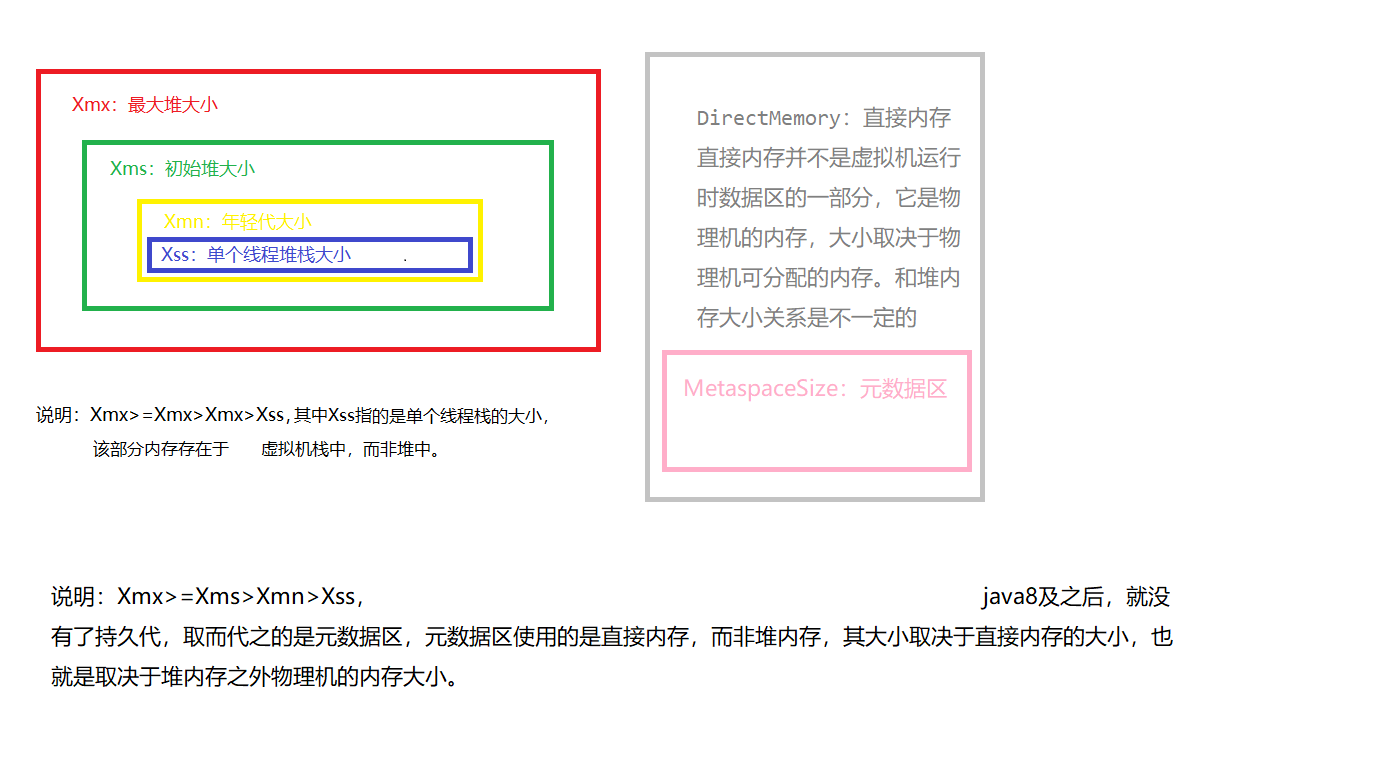 Xmx：最大堆大小
Xms：初始堆大小
Xmn：年轻代大小
Xss：单个线程堆栈大小 .
说明：Xmx>=Xmx>Xmx>Xss,其中Xss指的是单个线程栈的大小，
该部分内存存在于 虚拟机栈中，而非堆中。
DirectMemory：直接内存
直接内存并不是虚拟机运行
时数据区的一部分，它是物
理机的内存，大小取决于物
理机可分配的内存。和堆内
存大小关系是不一定的
MetaspaceSize：元数据区
说明：Xmx>=Xms>Xmn>Xss， java8及之后，就没
有了持久代，取而代之的是元数据区，元数据区使用的是直接内存，而非堆内存，其大小取决于直接内存的大小，也
就是取决于堆内存之外物理机的内存大小。